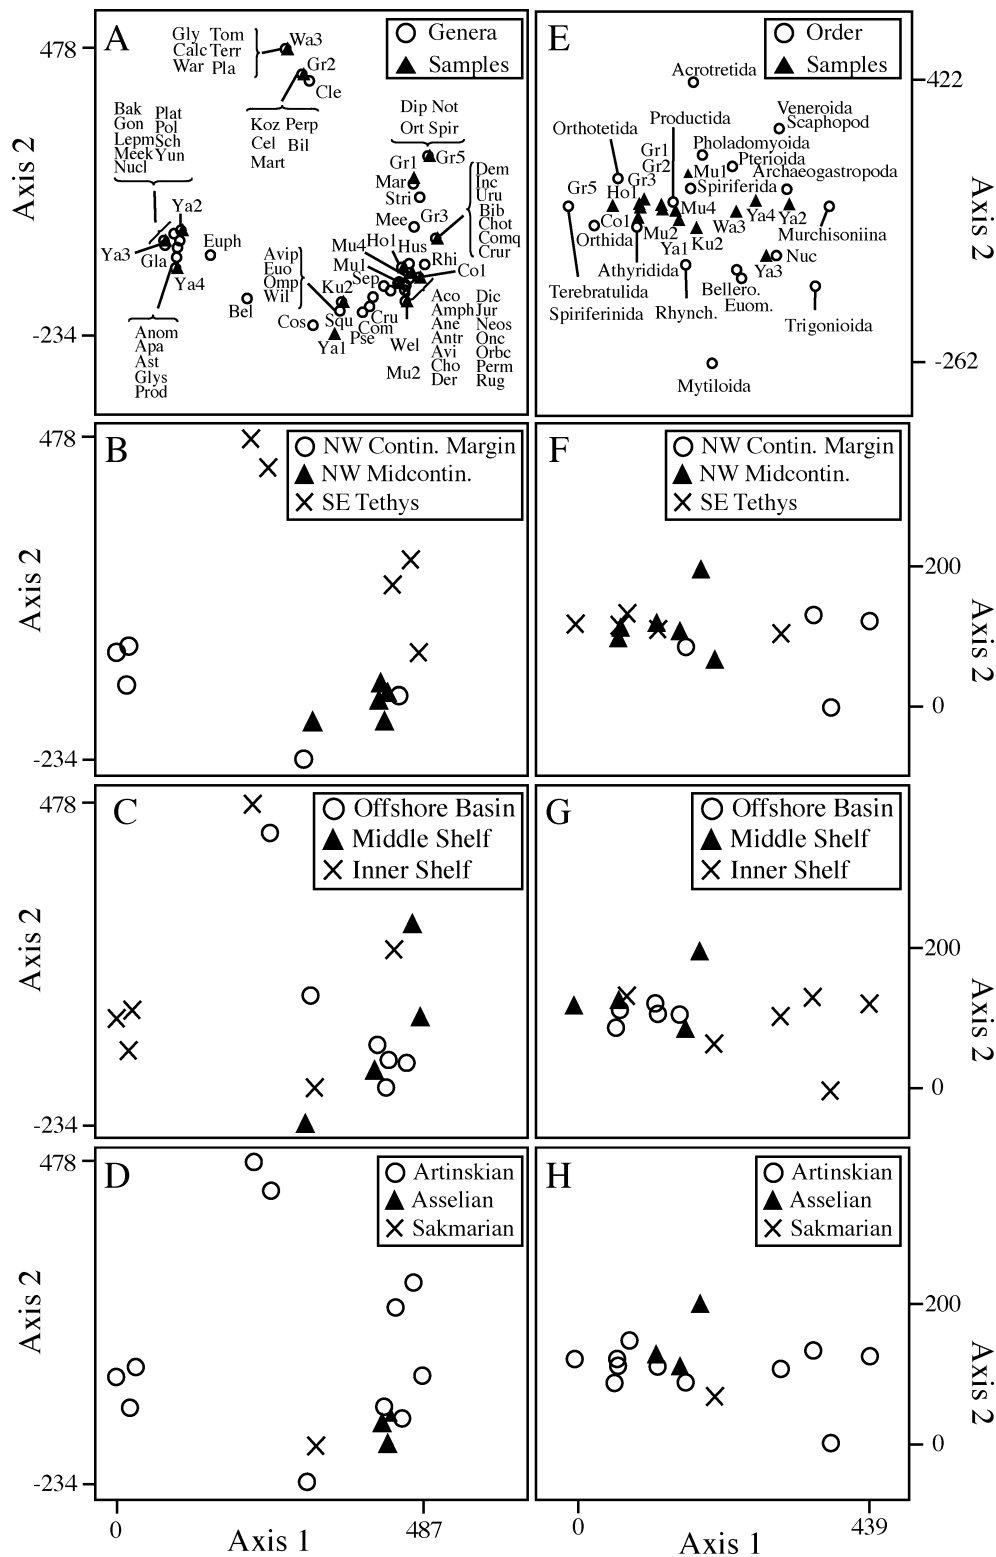 A
478
Axis 2
-234
Genera
Samples
Gly Tom
Calc Terr
War Pla
Wa3
Gr2
Cle
Koz Perp
Cel Bil
Mart
Bak
Gon
Lepm
Meek
Nucl
Plat
Pol
Sch
Yun
Ya2
Ya3
Gla
Ya4
Euph
Bel
Anom
Apa
Ast
Glys
Prod
Dip Not
Ort Spir
Gr1
Gr5
Mar
Stri
Mee
Gr3
Dem
Inc
Uru
Bib
Chot
Comq
Crur
Mu4
Ho1
Hus
Mu1
Rhi
Sep
Co1
Avip
Euo
Omp
Wil
Ku2
Squ
Cos
Ya1
Pse
Com
Cru
Wel
Mu2
Aco
Amph
Ane
Antr
Avi
Cho
Der
Dic
Jur
Neos
Onc
Orbc
Perm
Rug
E
422
Axis 2
-262
Order
Samples
Acrotretida
Veneroida
Scaphopod
Productida
Orthotetida
Pholadomyoida
Pterioida
Archaeogastropoda
Gr1
Gr2
Mu1
Gr3
Spiriferida
Gr5
Ho1
Mu4
Co1
Mu2
Orthida
Ya1
Ku2
Wa3
Ya4
Ya2
Murchisoniina
Athyridida
Nuc
Ya3
Bellero.
Euom.
Terebratulida
Spiriferinida
Rhynch.
Trigonioida
Mytiloida
B
478
Axis 2
-234
NW Contin. Margin
NW Midcontin.
SE Tethys
F
200
Axis 2
0
NW Contin. Margin
NW Midcontin.
SE Tethys
C
478
Axis 2
-234
Offshore Basin
Middle Shelf
Inner Shelf
G
200
Axis 2
0
Offshore Basin
Middle Shelf
Inner Shelf
D
478
Axis 2
-234
Artinskian
Asselian
Sakmarian
0
Axis 1
487
H
200
Axis 2
0
Artinskian
Asselian
Sakmarian
0
Axis 1
439